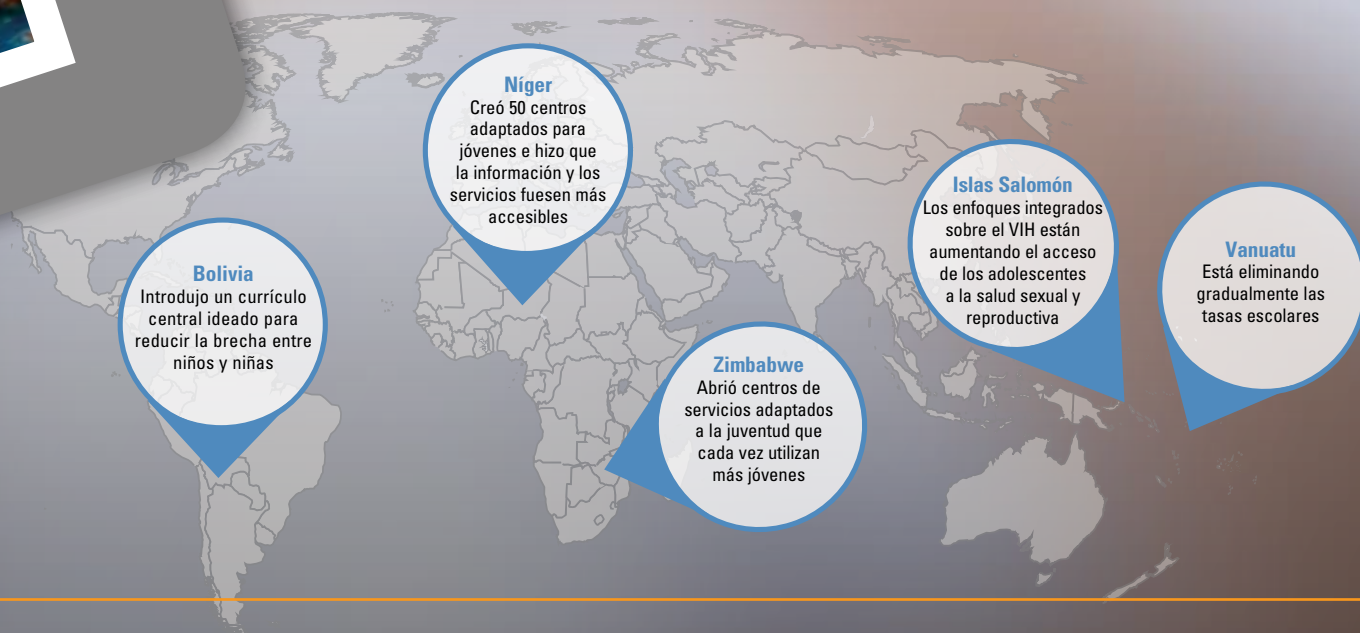 Níger
Creó 50 centros
adaptados para
jóvenes e hizo que
la información y los
servicios fuesen más
accesibles
Bolivia
Introdujo un currículo
central ideado para
reducir la brecha entre
niños y niñas
Zimbabwe
Abrió centros de
servicios adaptados
a la juventud que
cada vez utilizan
más jóvenes
Islas Salomón
Los enfoques integrados
sobre el VIH están
aumentando el acceso
de los adolescentes
a la salud sexual y
reproductiva
Vanuatu
Está eliminando
gradualmente las
tasas escolares